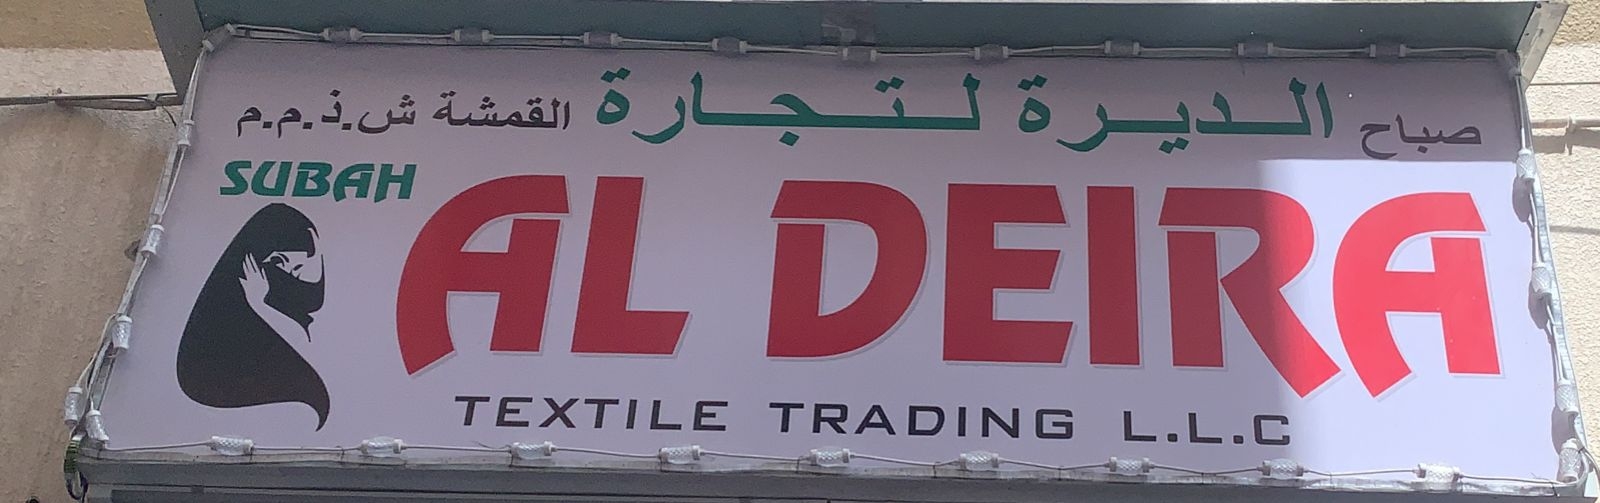 صباح الديرة لتجارة القمشة ش.ذ.م.م
SUBAH
AL DEIRA
TEXTILE TRADING L.L.C